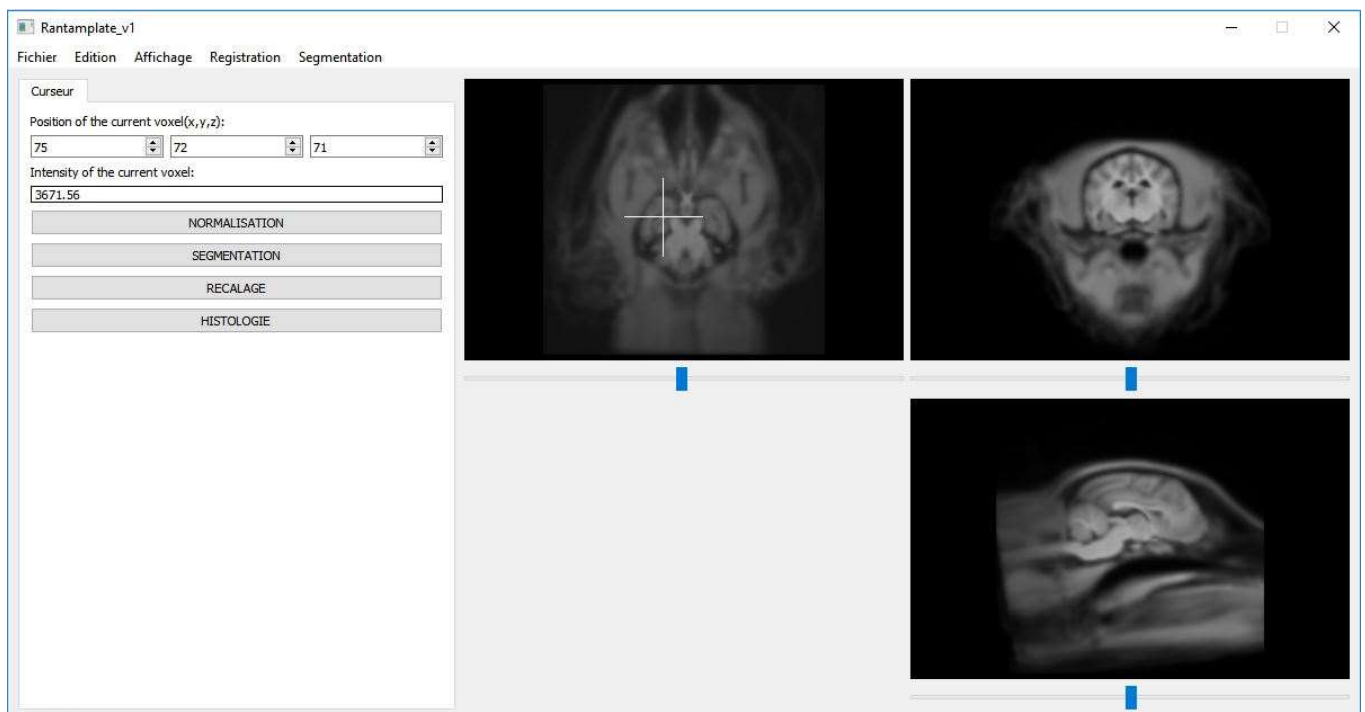 Rantamplate_v1
Fichier Edition Affichage Registration Segmentation
Curseur
Position of the current voxel(x,y,z):
75 72 71
Intensity of the current voxel:
3671.56
NORMALISATION
SEGMENTATION
RECALAGE
HISTOLOGIE